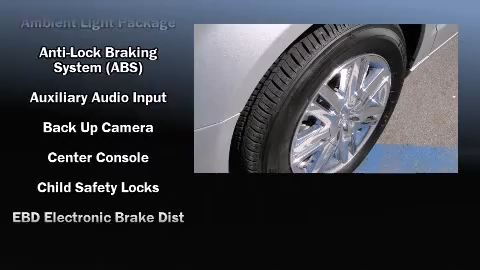 Ambient Light Package
Anti-Lock Braking
System (ABS)
Auxiliary Audio Input
Back Up Camera
Center Console
Child Safety Locks
EBD Electronic Brake Dist